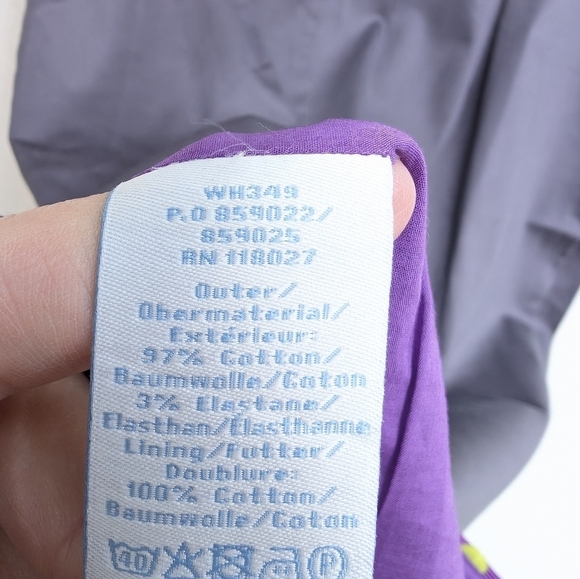 WH349
P.O 859022/
859025
RN 118027
Outer/
Obermaterial/
Extérieur:
97% Cotton/
Baumwolle/Coton
3% Elastane/
Elasthan/Elasthanne
Lining/Futter/
Doublure:
100% Cotton/
Baumwolle/Coton
40 P